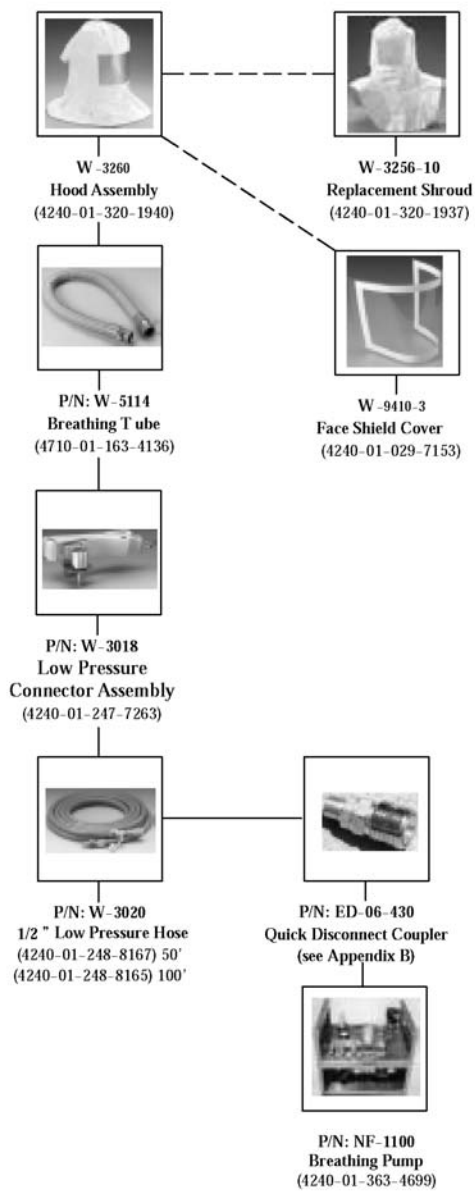 W-3260
Hood Assembly
(4240-01-320-1940)
W-3256-10
Replacement Shroud
(4240-01-320-1937)
P/N: W-5114
Breathing T ube
(4710-01-163-4136)
W-9410-3
Face Shield Cover
(4240-01-029-7153)
P/N: W-3018
Low Pressure
Connector Assembly
(4240-01-247-7263)
P/N: W-3020
1/2 " Low Pressure Hose
(4240-01-248-8167) 50'
(4240-01-248-8165) 100'
P/N: ED-06-430
Quick Disconnect Coupler
(see Appendix B)
P/N: NF-1100
Breathing Pump
(4240-01-363-4699)